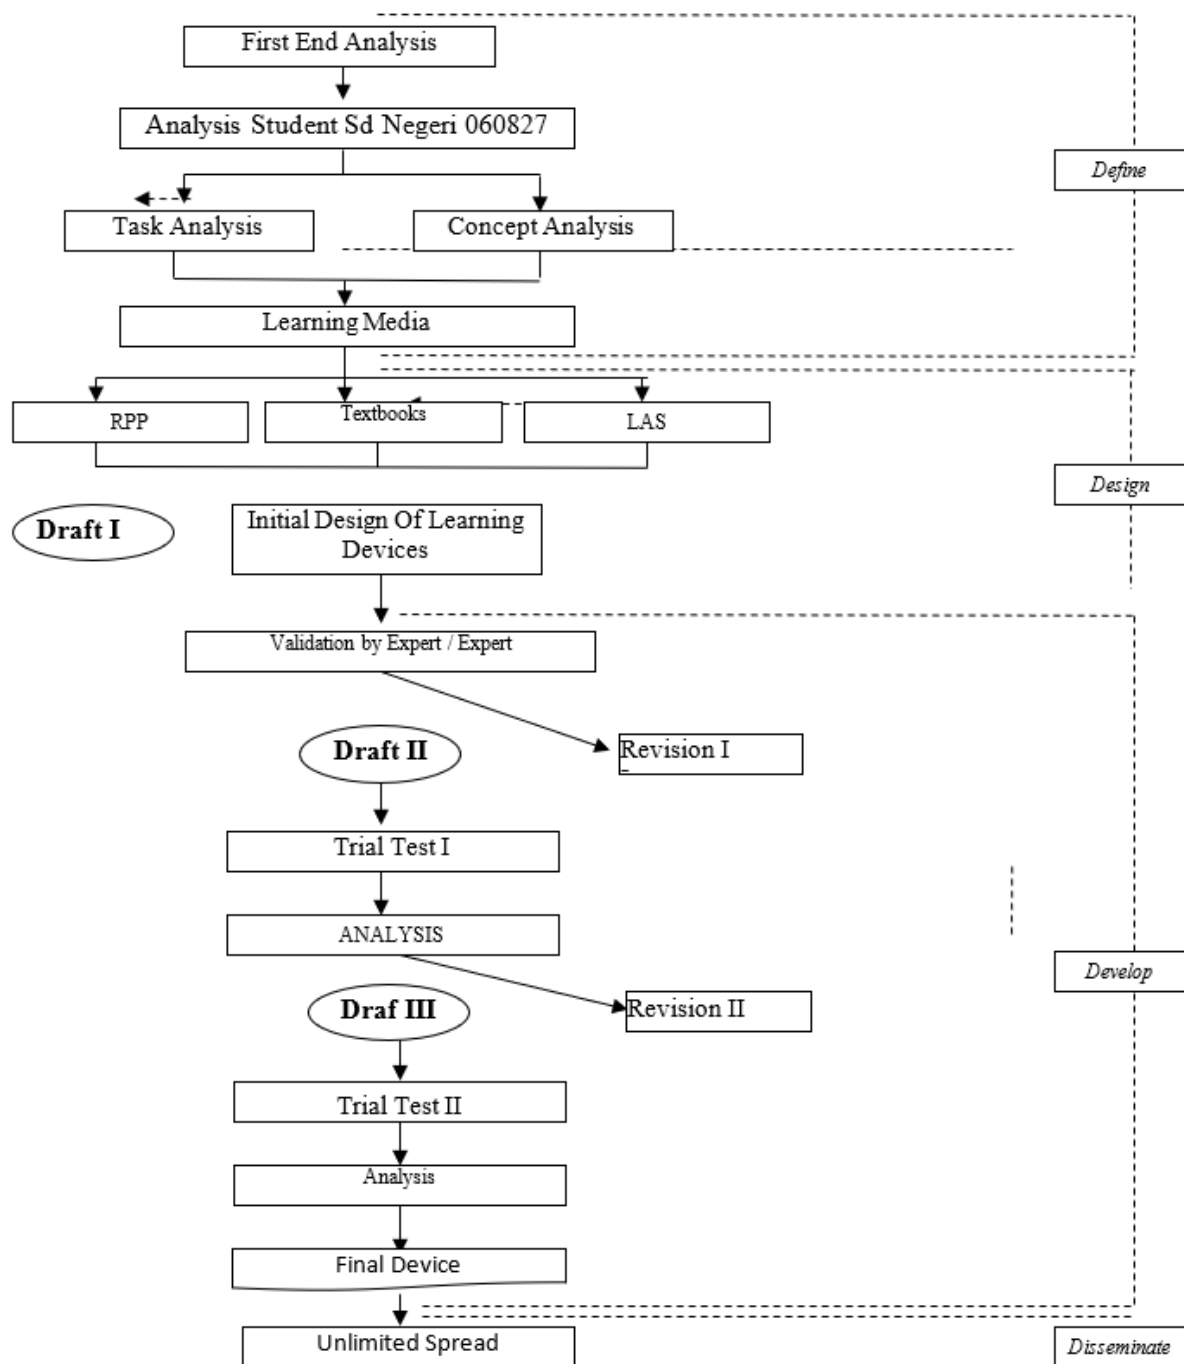 First End Analysis
Analysis Student Sd Negeri 060827
Define
Task Analysis
Concept Analysis
Learning Media
RPP
Textbooks
LAS
Design
Draft I
Initial Design Of Learning
Devices
Validation by Expert / Expert
Draft II
Revision I
Trial Test I
ANALYSIS
Develop
Draf III
Revision II
Trial Test II
Analysis
Final Device
Unlimited Spread
Disseminate